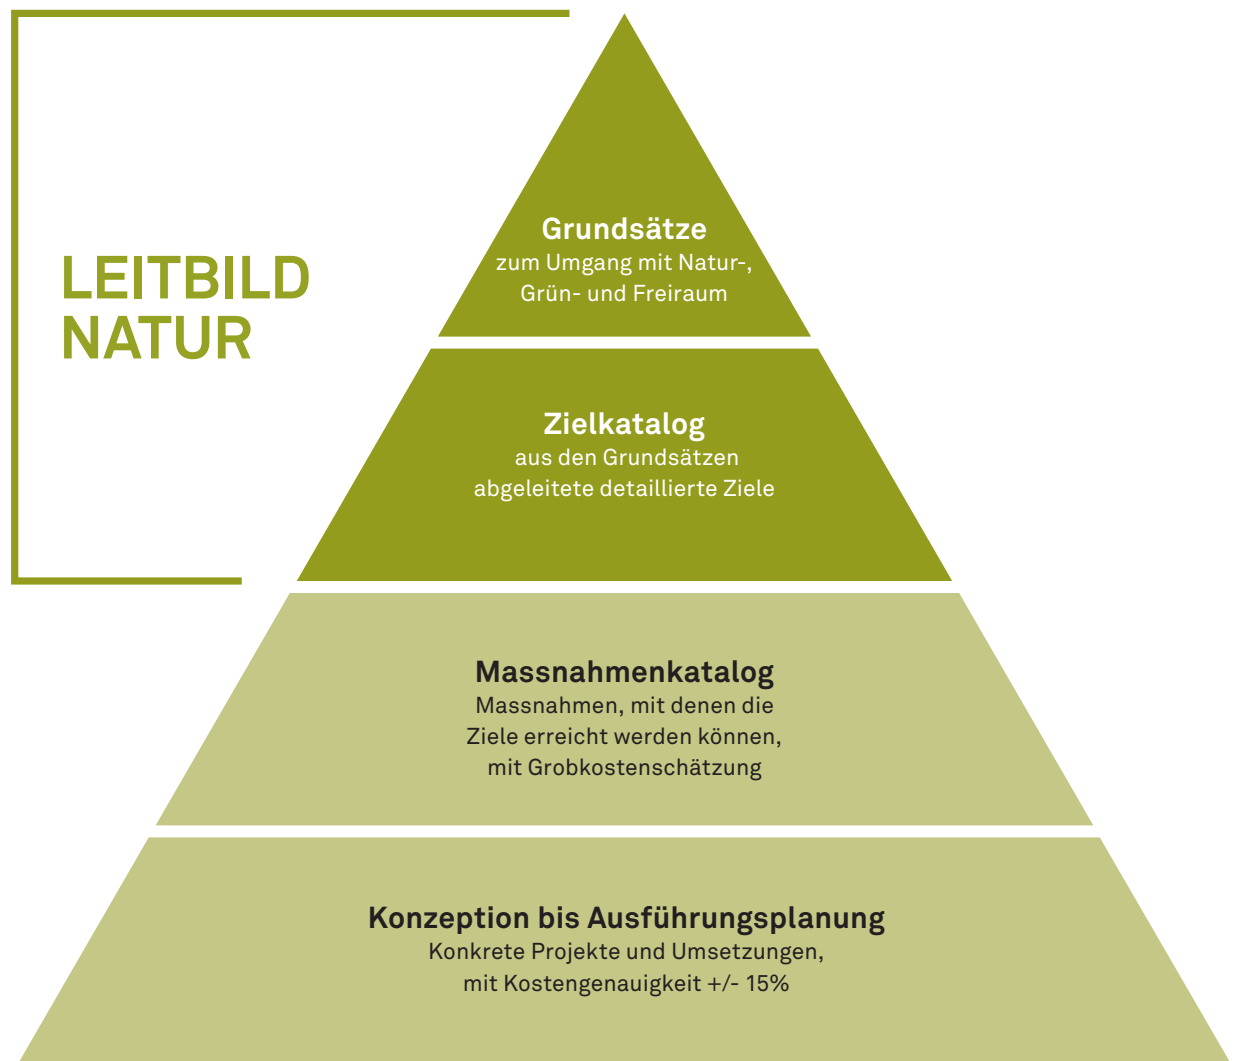 LEITBILD
NATUR
Grundsätze
zum Umgang mit Natur-,
Grün- und Freiraum
Zielkatalog
aus den Grundsätzen
abgeleitete detaillierte Ziele
Massnahmenkatalog
Massnahmen, mit denen die
Ziele erreicht werden können,
mit Grobkostenschätzung
Konzeption bis Ausführungsplanung
Konkrete Projekte und Umsetzungen,
mit Kostengenauigkeit +/- 15%